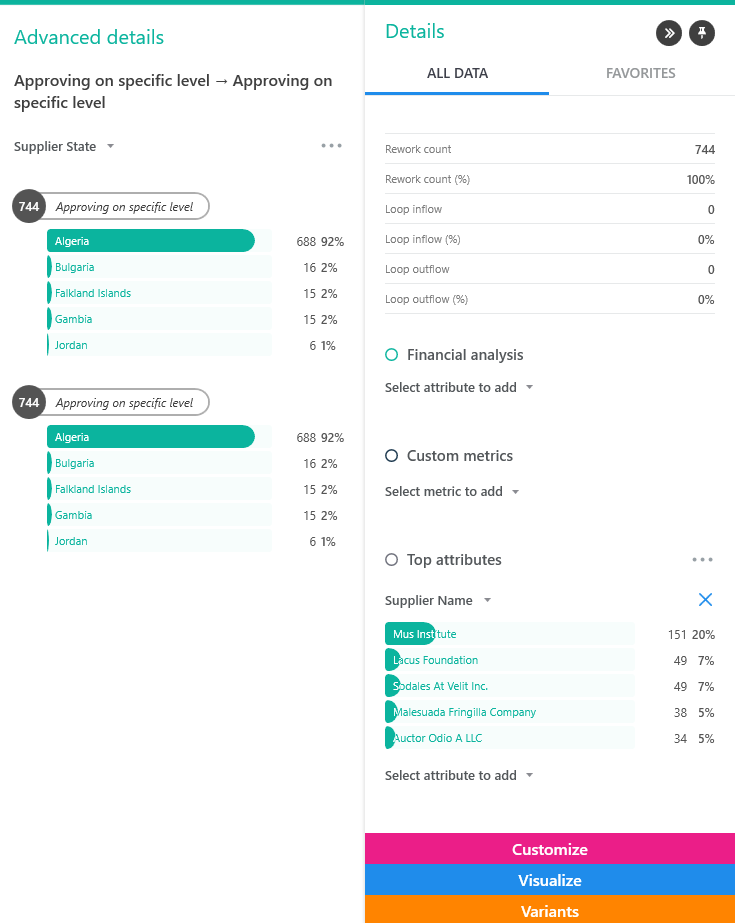 Advanced details
Approving on specific level → Approving on
specific level
Supplier State
744 Approving on specific level
Algeria 688 92%
Bulgaria 16 2%
Falkland Islands 15 2%
Gambia 15 2%
Jordan 6 1%
744 Approving on specific level
Algeria 688 92%
Bulgaria 16 2%
Falkland Islands 15 2%
Gambia 15 2%
Jordan 6 1%
Details
ALL DATA FAVORITES
Rework count 744
Rework count (%) 100%
Loop inflow 0
Loop inflow (%) 0%
Loop outflow 0
Loop outflow (%) 0%
Financial analysis
Select attribute to add
Custom metrics
Select metric to add
Top attributes
Supplier Name
Mus Institute 151 20%
Lacus Foundation 49 7%
Sodales At Velit Inc. 49 7%
Malesuada Fringilla Company 38 5%
Auctor Odio A LLC 34 5%
Select attribute to add
Customize
Visualize
Variants